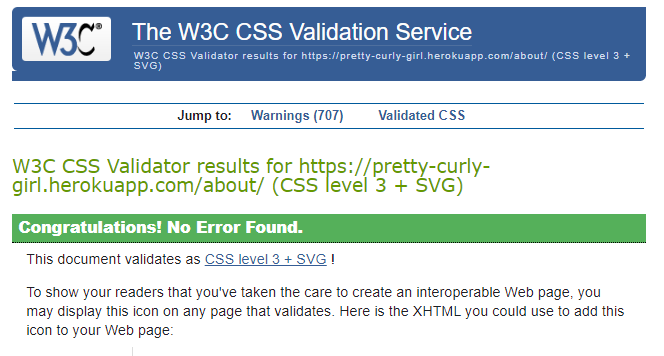 W3C®
The W3C CSS Validation Service
W3C CSS Validator results for https://pretty-curly-girl.herokuapp.com/about/ (CSS level 3 +
SVG)
Jump to: Warnings (707) Validated CSS
W3C CSS Validator results for https://pretty-curly-
girl.herokuapp.com/about/ (CSS level 3 + SVG)
Congratulations! No Error Found.
This document validates as CSS level 3 + SVG !
To show your readers that you've taken the care to create an interoperable Web page, you
may display this icon on any page that validates. Here is the XHTML you could use to add this
icon to your Web page: